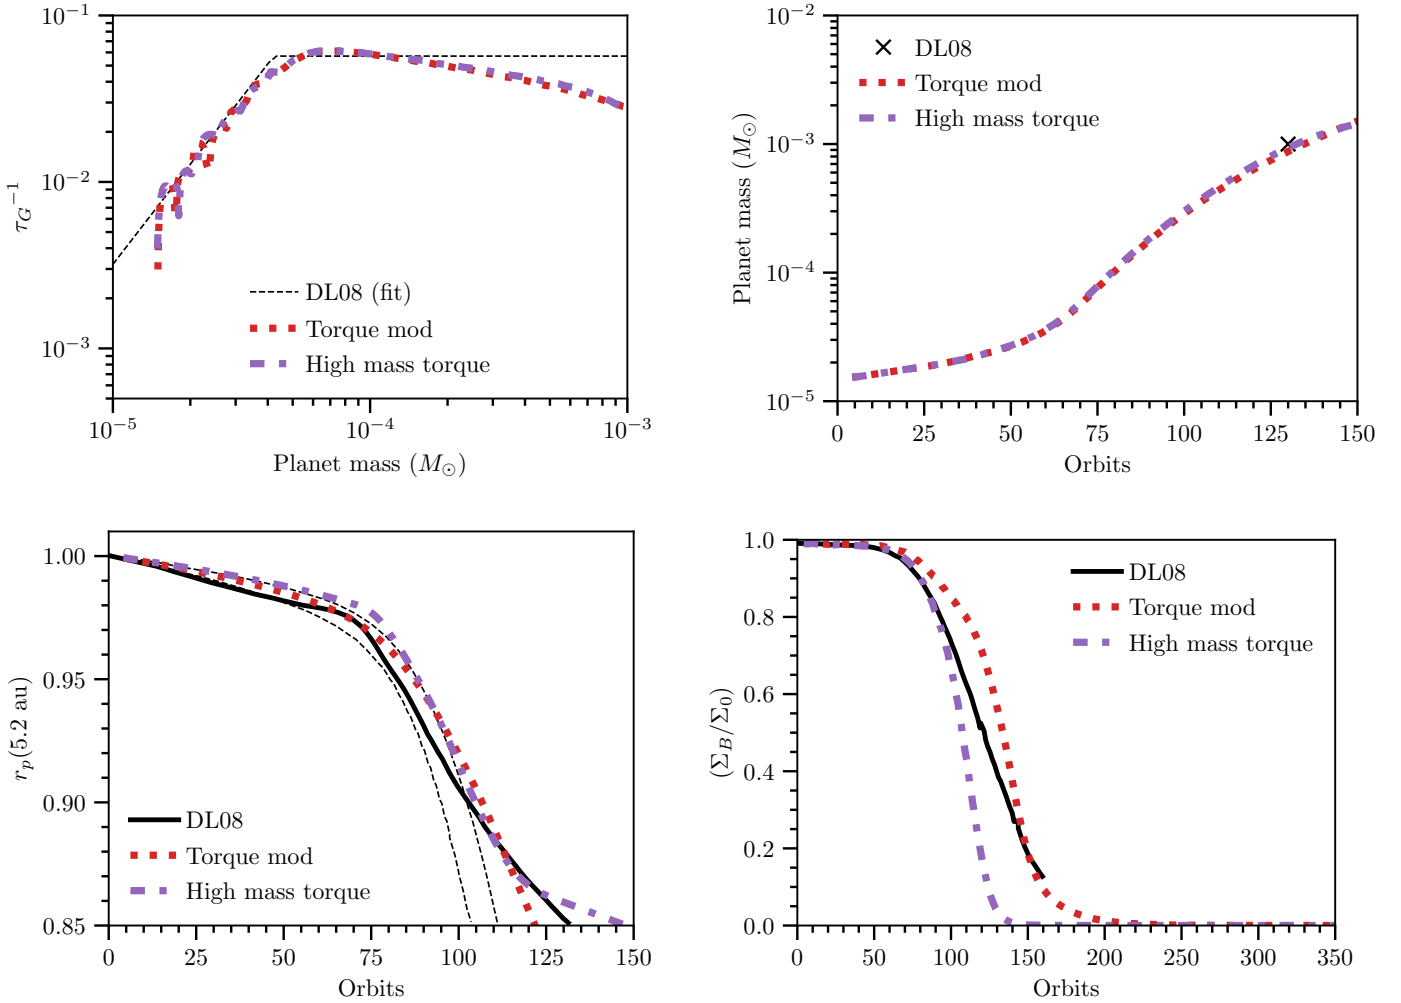 10⁻¹
10⁻²
10⁻³
τ_G⁻¹
DL08 (fit)
Torque mod
High mass torque
10⁻⁵
10⁻⁴
10⁻³
Planet mass (M☉)
10⁻²
10⁻³
10⁻⁴
10⁻⁵
Planet mass (M☉)
DL08
Torque mod
High mass torque
0
25
50
75
100
125
150
Orbits
1.00
0.95
0.90
0.85
r_p(5.2 au)
DL08
Torque mod
High mass torque
0
25
50
75
100
125
150
Orbits
1.0
0.8
0.6
0.4
0.2
0.0
(Σ_B/Σ_0)
DL08
Torque mod
High mass torque
0
50
100
150
200
250
300
350
Orbits